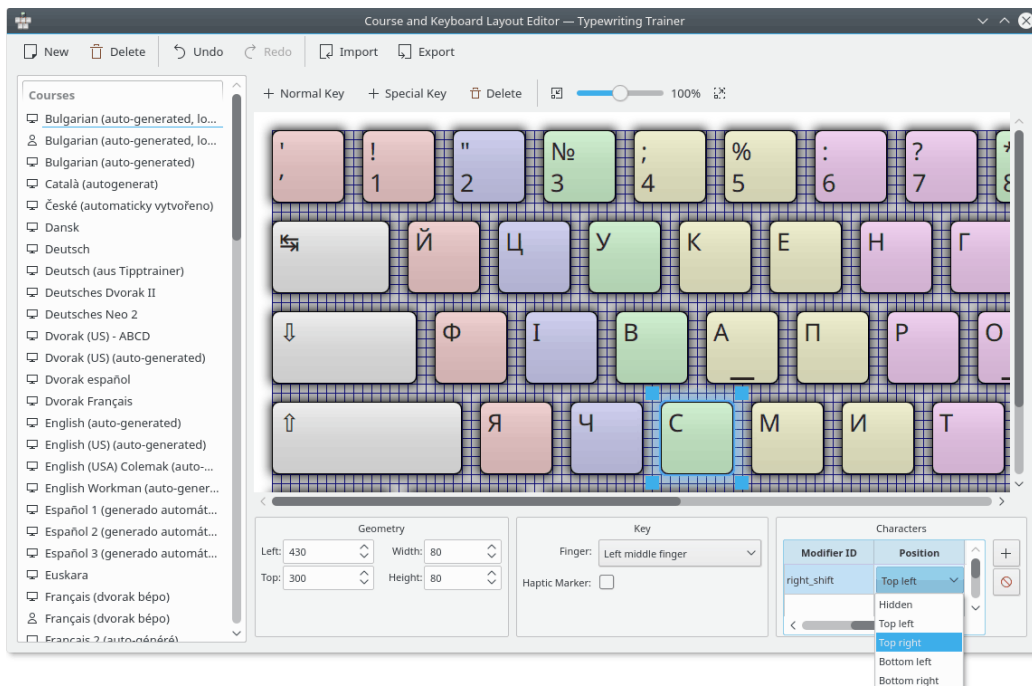 Course and Keyboard Layout Editor — Typewriting Trainer
New Delete Undo Redo Import Export
Courses
Bulgarian (auto-generated, lo...
Bulgarian (auto-generated, lo...
Bulgarian (auto-generated)
Català (autogenerat)
České (automaticky vytvořeno)
Dansk
Deutsch
Deutsch (aus Tipptrainer)
Deutsches Dvorak II
Deutsches Neo 2
Dvorak (US) - ABCD
Dvorak (US) (auto-generated)
Dvorak español
Dvorak Français
English (auto-generated)
English (US) (auto-generated)
English (USA) Colemak (auto-...
English Workman (auto-gener...
Español 1 (generado automát...
Español 2 (generado automát...
Español 3 (generado automát...
Euskara
Français (dvorak bépo)
Français (dvorak bépo)
Français 2 (auto-généré)
+ Normal Key + Special Key Delete 100%
' ! " № ; % : ? *
, 1 2 3 4 5 6 7 8
↹ Й Ц У К Е Н Г
⇩ Ф І В А П Р О
⇧ Я Ч С М И Т
Geometry
Left: 430 Width: 80
Top: 300 Height: 80
Key
Finger: Left middle finger
Haptic Marker:
Characters
Modifier ID Position
right_shift Top left
Hidden
Top left
Top right
Bottom left
Bottom right